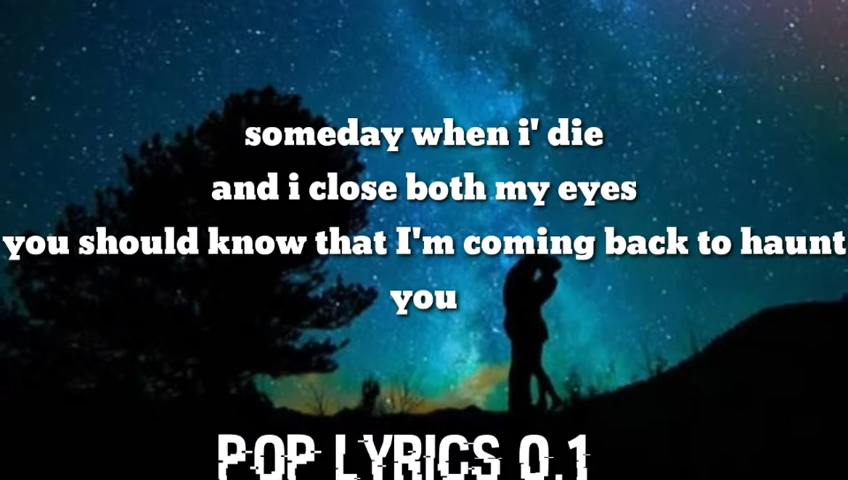 someday when i' die
and i close both my eyes
you should know that I'm coming back to haunt
you
POP LYRICS 0.1